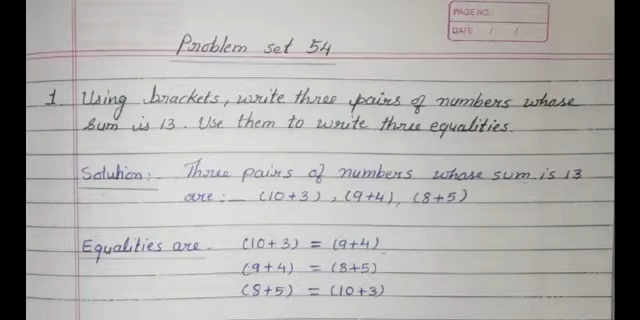 PAGE NO.
DATE / /
Problem set 54
1 Using brackets, write three pairs of numbers whose
sum is 13. Use them to write three equalities.
Solution:- Three pairs of numbers whose sum is 13
are:- (10+3), (9+4), (8+5)
Equalities are (10+3) = (9+4)
(9+4) = (8+5)
(8+5) = (10+3)